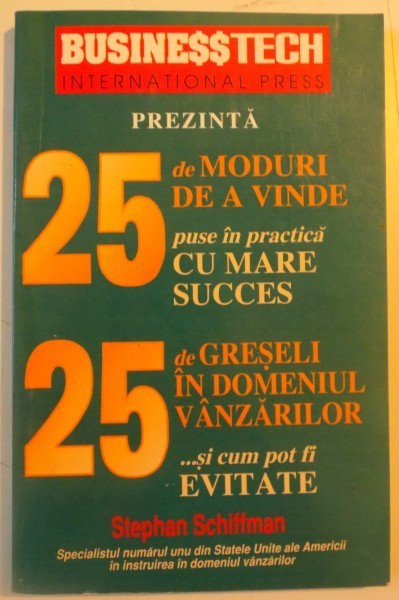 BUSINE$$TECH
INTERNATIONAL PRESS
PREZINTĂ
25
de MODURI
DE A VINDE
puse în practică
CU MARE
SUCCES
25
de GREȘELI
ÎN DOMENIUL
VÂNZĂRILOR
...și cum pot fi
EVITATE
Stephan Schiffman
Specialistul numărul unu din Statele Unite ale Americii
în instruirea în domeniul vânzărilor